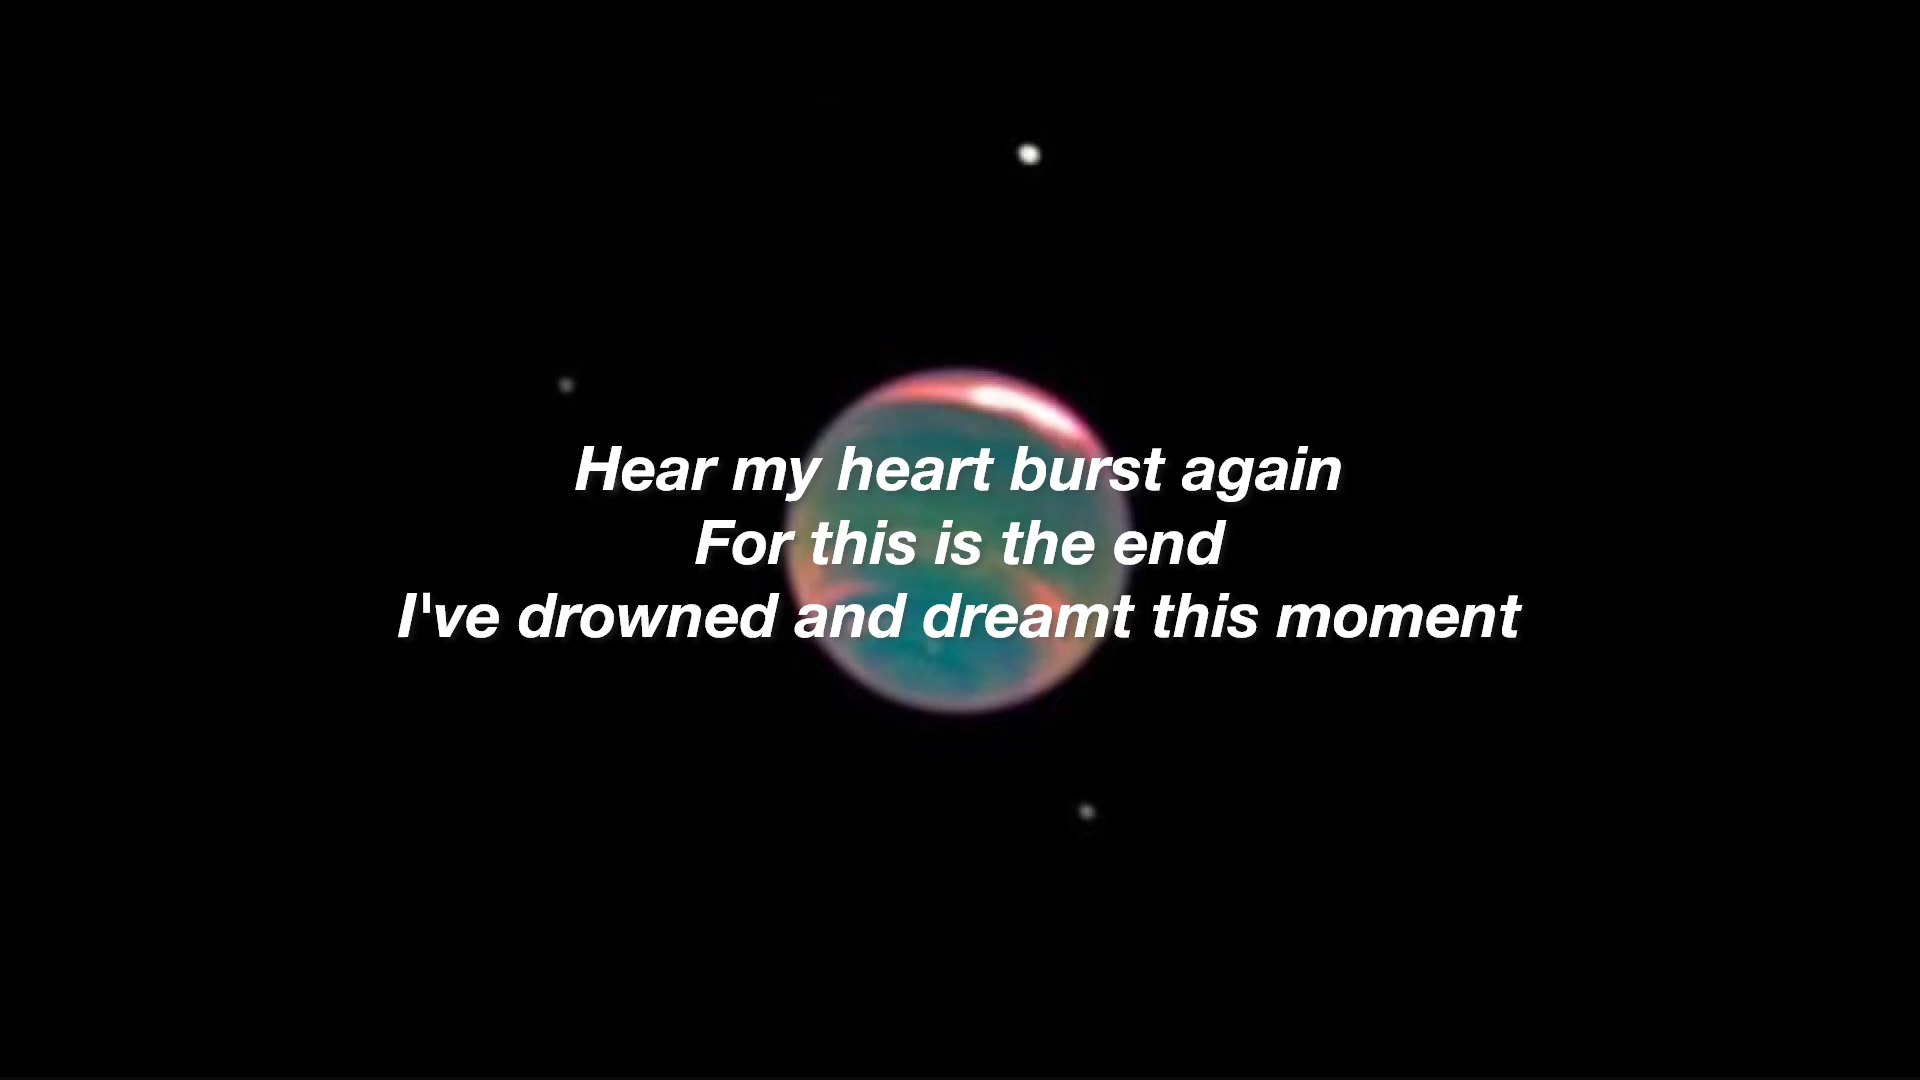 Hear my heart burst again
For this is the end
I've drowned and dreamt this moment